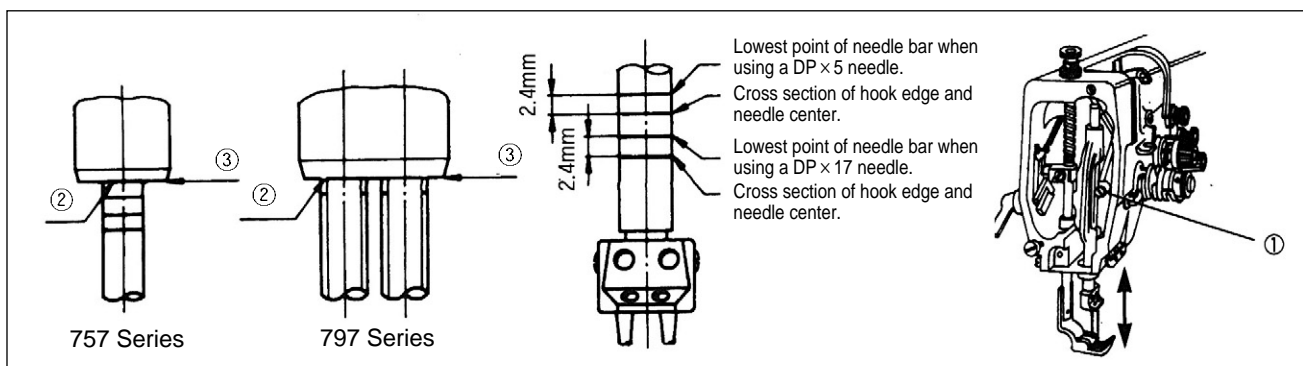 ③
②
757 Series
③
②
797 Series
2.4mm
2.4mm
Lowest point of needle bar when
using a DP×5 needle.
Cross section of hook edge and
needle center.
Lowest point of needle bar when
using a DP×17 needle.
Cross section of hook edge and
needle center.
①